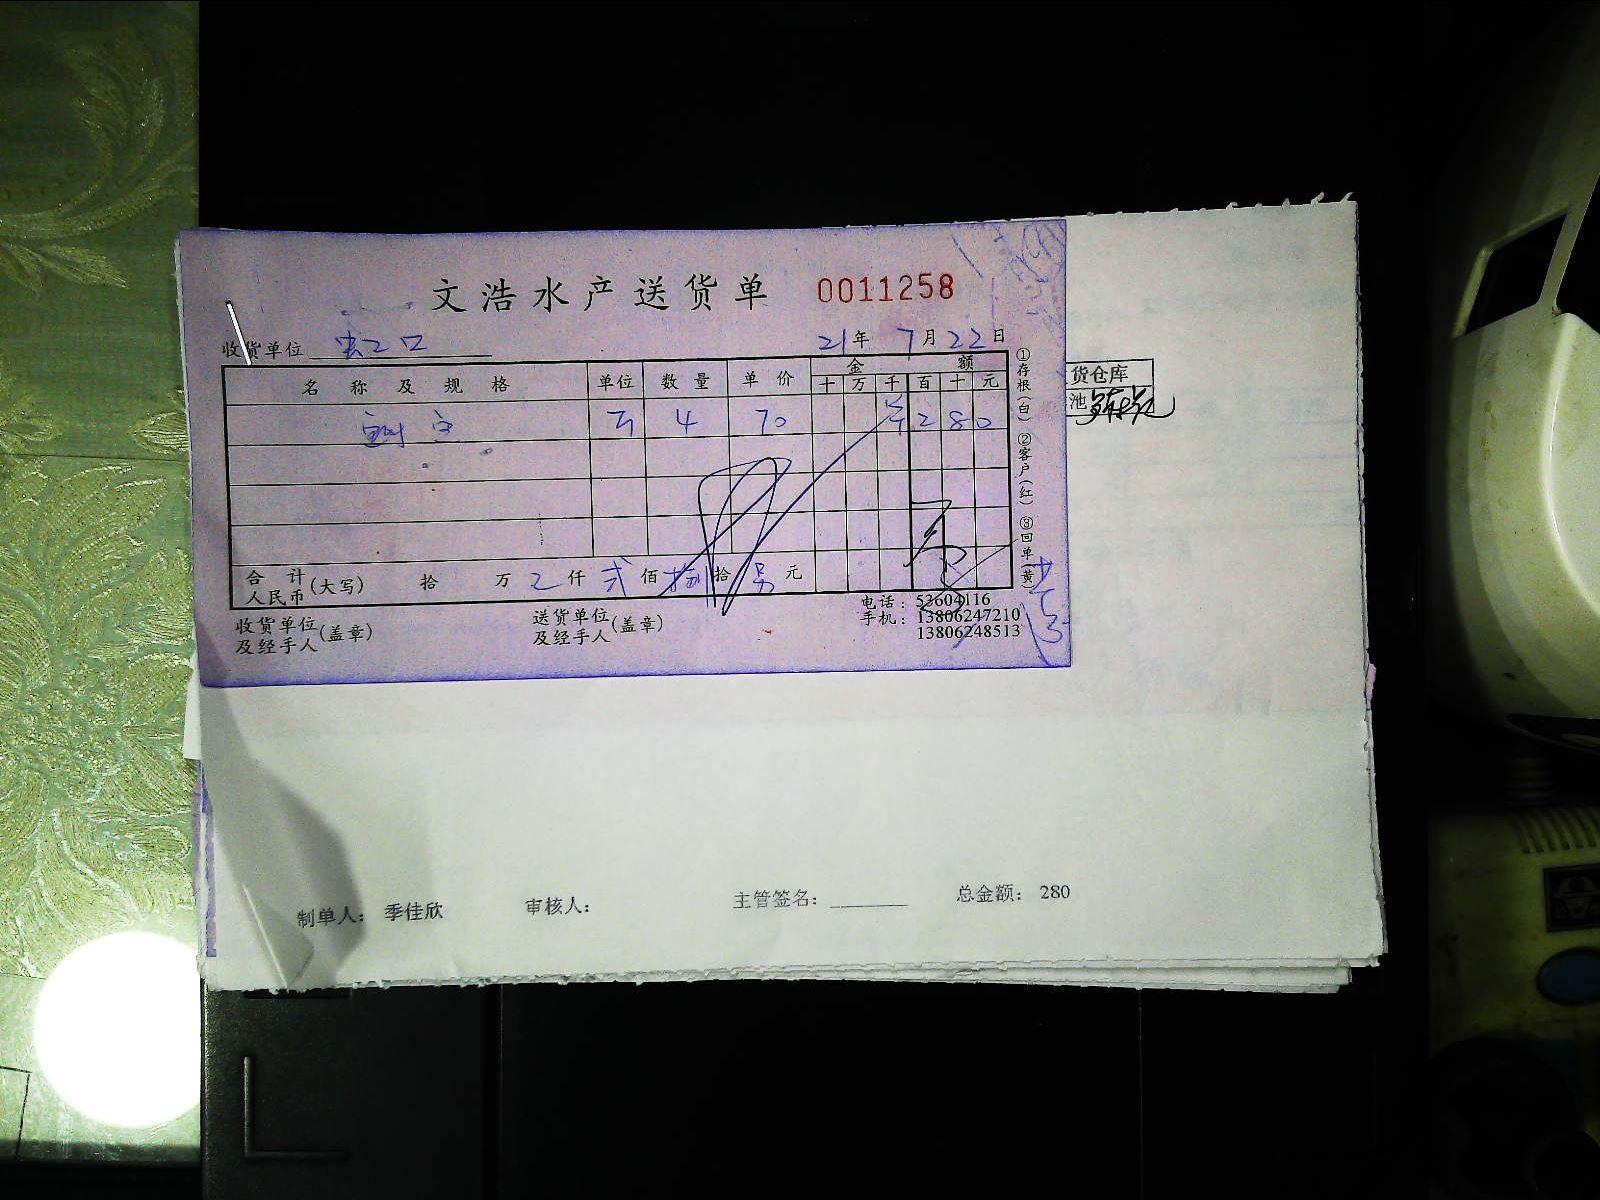 文浩水产送货单 0011258
收货单位 虹口 21年7月22日
名称及规格 单位 数量 单价 金额
十 万 千 百 十 元
4 70 280
合计人民币(大写) 拾 万 仟 贰 佰 捌 拾 元
收货单位及经手人(盖章) 送货单位及经手人(盖章)
电话：53604116
手机：13806247210
13806248513
①存根(白) ②客户(红) ③回单(黄)
货仓库
池
制单人： 季佳欣 审核人： 主管签名： 总金额： 280